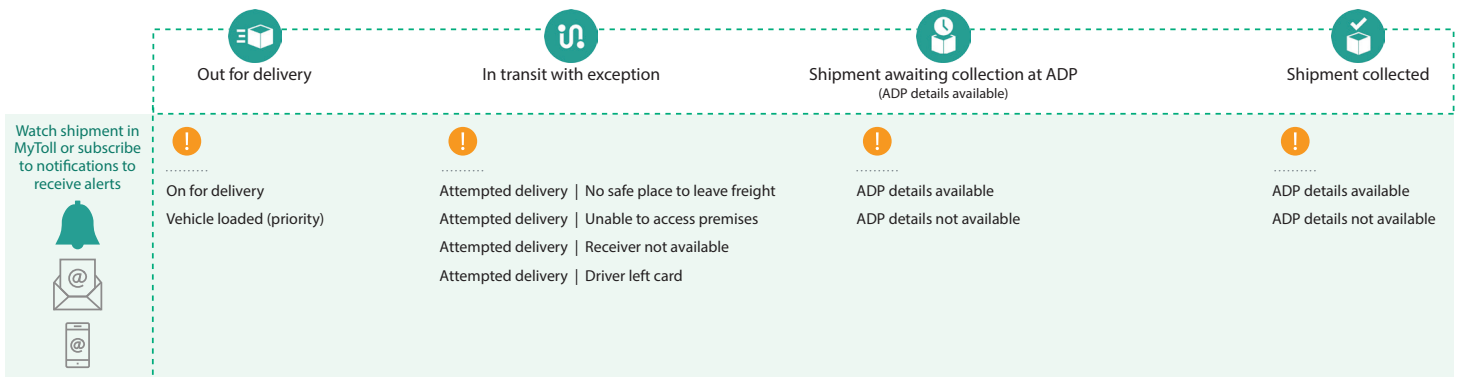 Out for delivery
In transit with exception
Shipment awaiting collection at ADP
(ADP details available)
Shipment collected
Watch shipment in
MyToll or subscribe
to notifications to
receive alerts
@
@
!
On for delivery
Vehicle loaded (priority)
!
Attempted delivery | No safe place to leave freight
Attempted delivery | Unable to access premises
Attempted delivery | Receiver not available
Attempted delivery | Driver left card
!
ADP details available
ADP details not available
!
ADP details available
ADP details not available